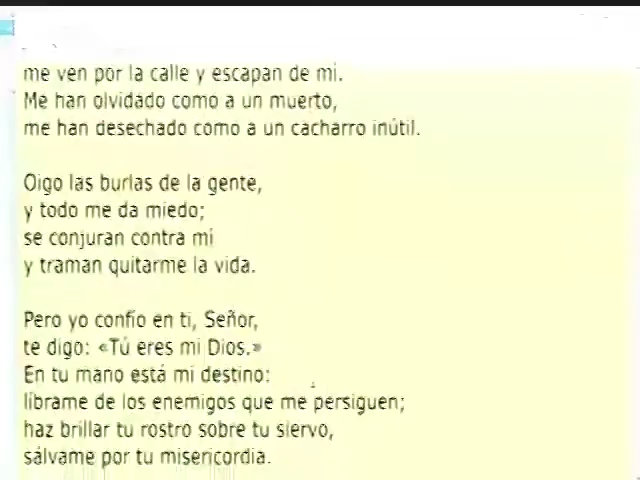 me ven por la calle y escapan de mí.
Me han olvidado como a un muerto,
me han desechado como a un cacharro inútil.
Oigo las burlas de la gente,
y todo me da miedo;
se conjuran contra mí
y traman quitarme la vida.
Pero yo confío en ti, Señor,
te digo: «Tú eres mi Dios.»
En tu mano está mi destino:
líbrame de los enemigos que me persiguen;
haz brillar tu rostro sobre tu siervo,
sálvame por tu misericordia.